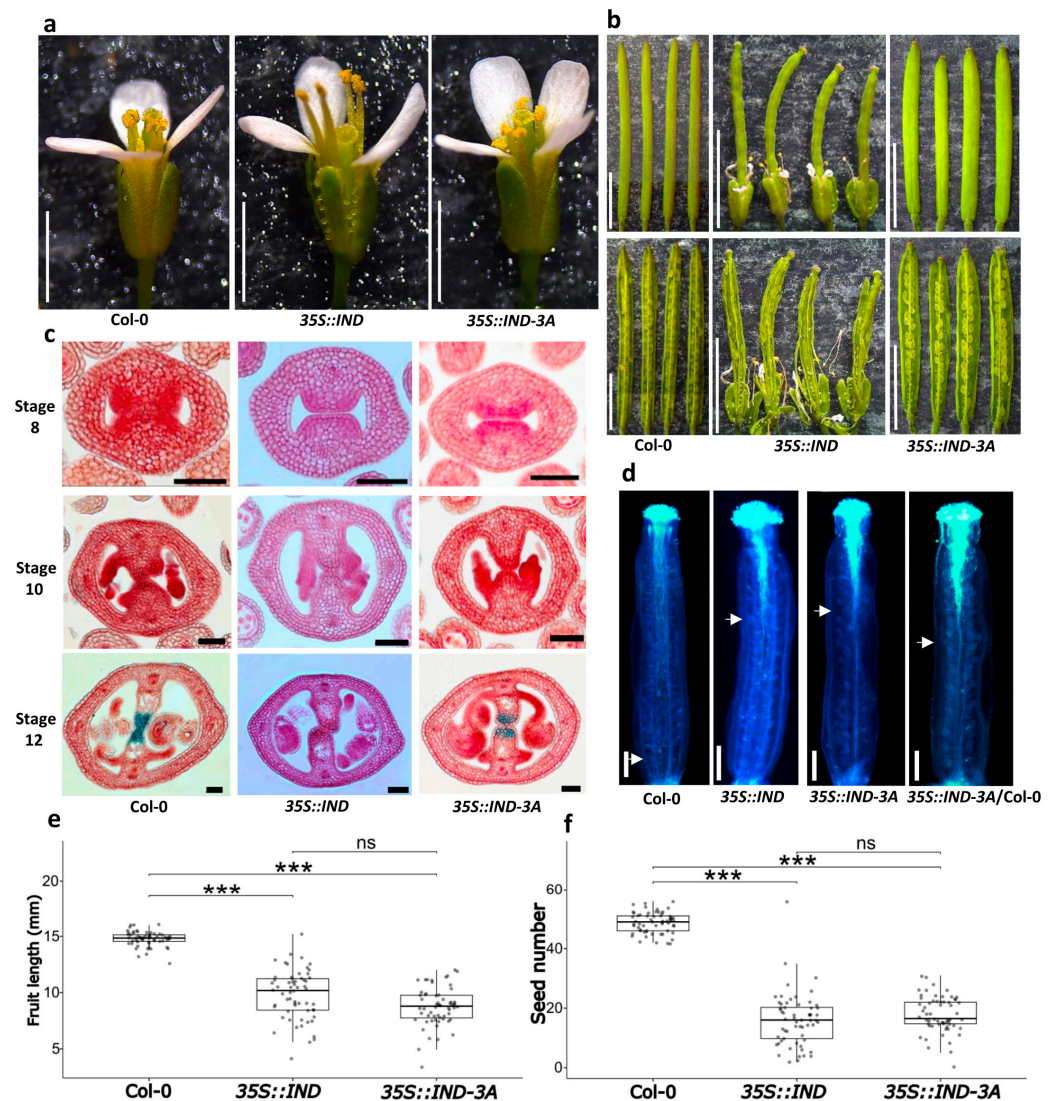 a
Col-0 35S::IND 35S::IND-3A
b
Col-0 35S::IND 35S::IND-3A
c
Stage
8
Stage
10
Stage
12
Col-0 35S::IND 35S::IND-3A
d
Col-0 35S::IND 35S::IND-3A 35S::IND-3A/Col-0
e
ns
***
***
Fruit length (mm)
20
15
10
5
Col-0 35S::IND 35S::IND-3A
f
ns
***
***
Seed number
60
40
20
0
Col-0 35S::IND 35S::IND-3A